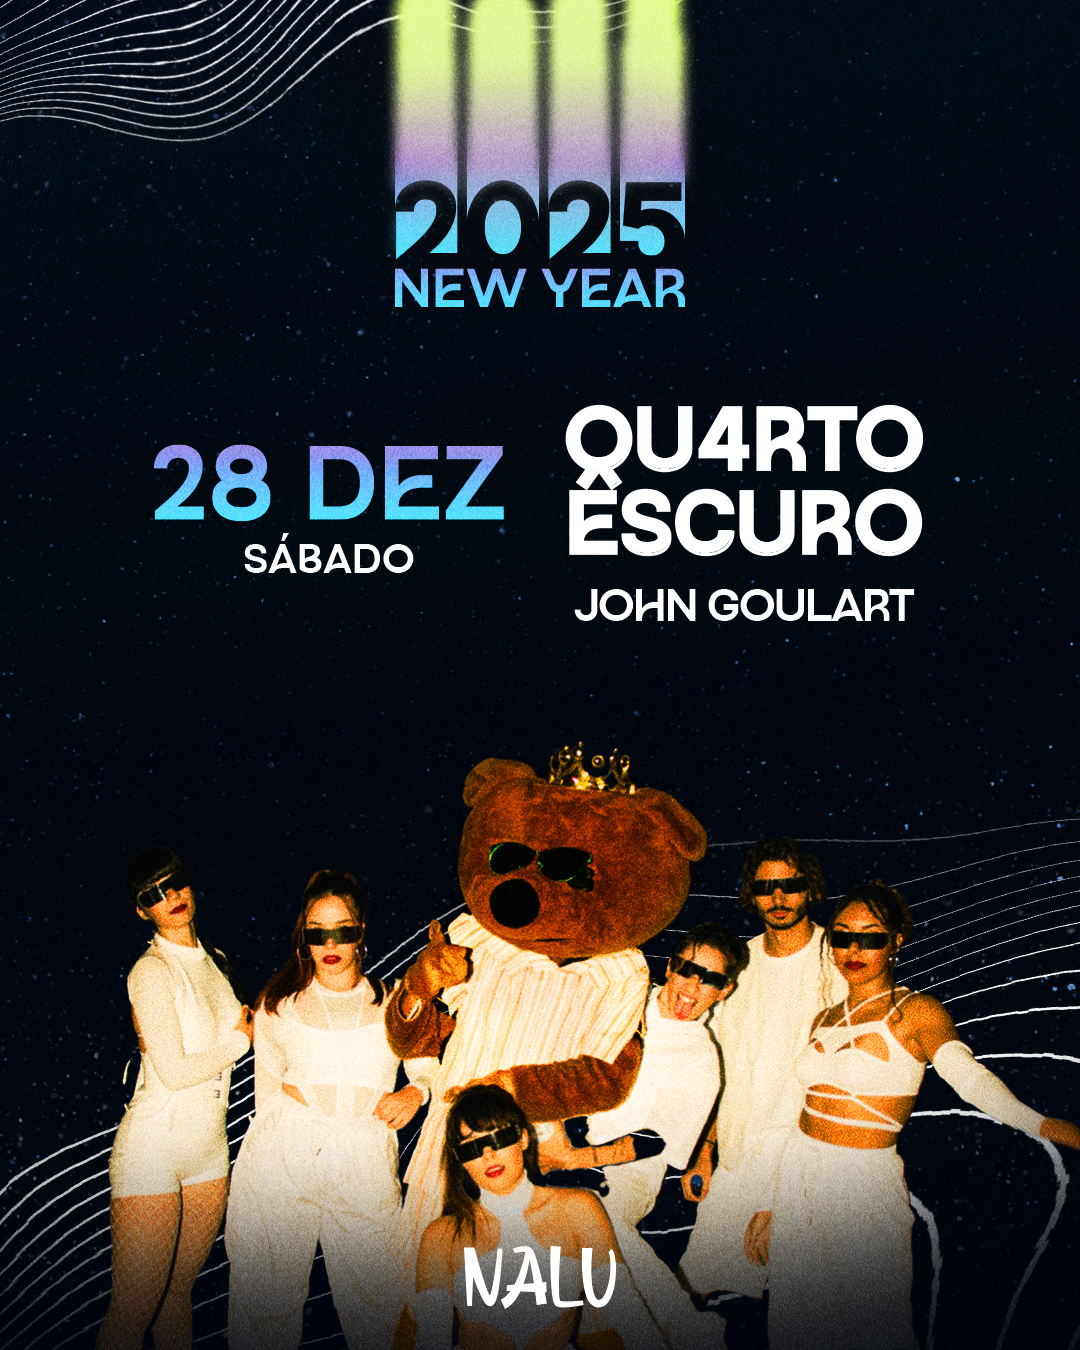 2025
NEW YEAR
28 DEZ
SÁBADO
QU4RTO
ESCURO
JOHN GOULART
NALU